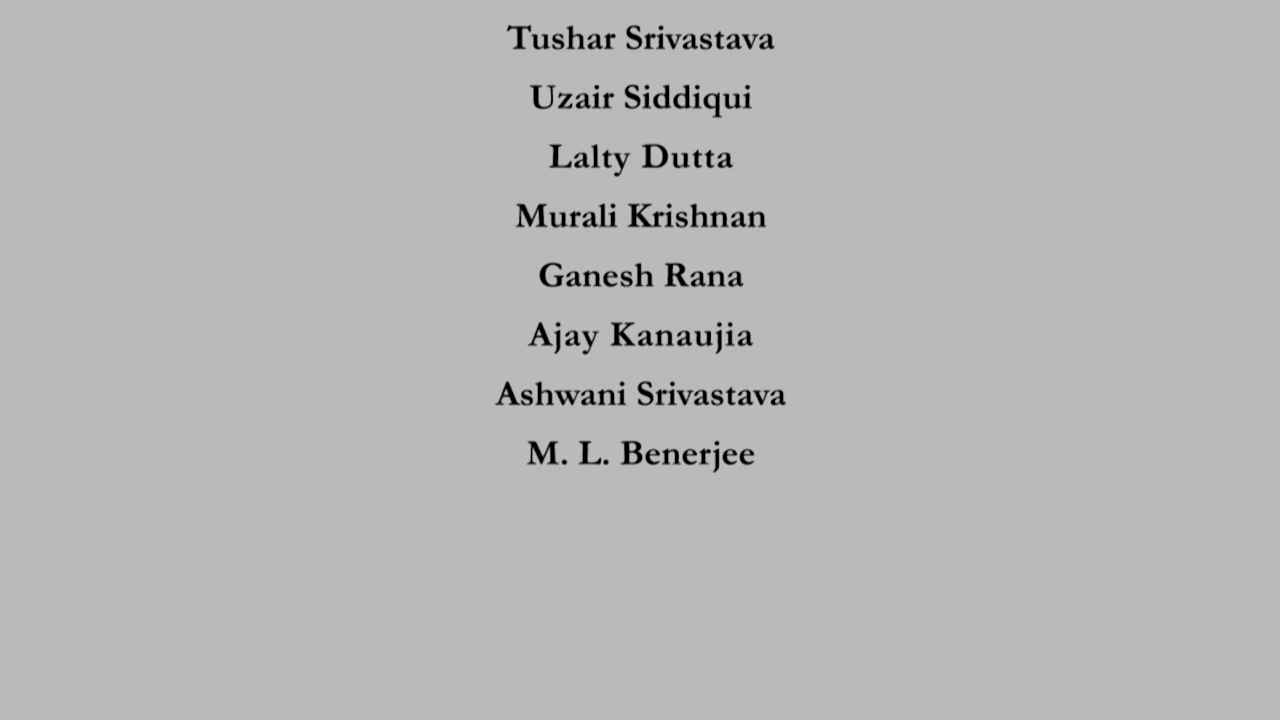 Tushar Srivastava
Uzair Siddiqui
Lalty Dutta
Murali Krishnan
Ganesh Rana
Ajay Kanaujia
Ashwani Srivastava
M. L. Benerjee